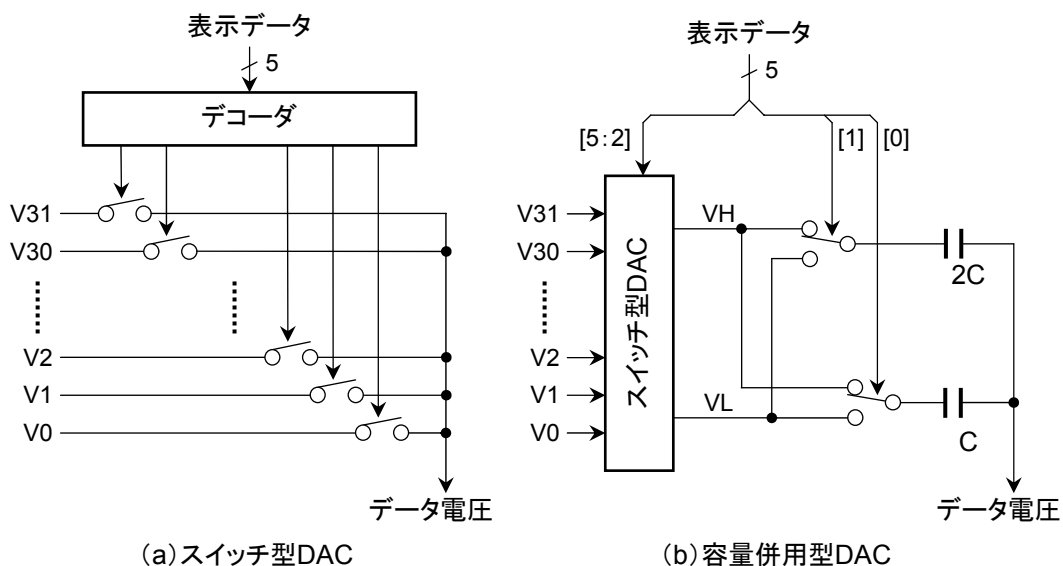 表示データ
5
デコーダ
V31
V30
V2
V1
V0
データ電圧
(a)スイッチ型DAC
表示データ
5
[5:2]
[1]
[0]
V31
V30
V2
V1
V0
スイッチ型DAC
VH
VL
2C
C
データ電圧
(b)容量併用型DAC